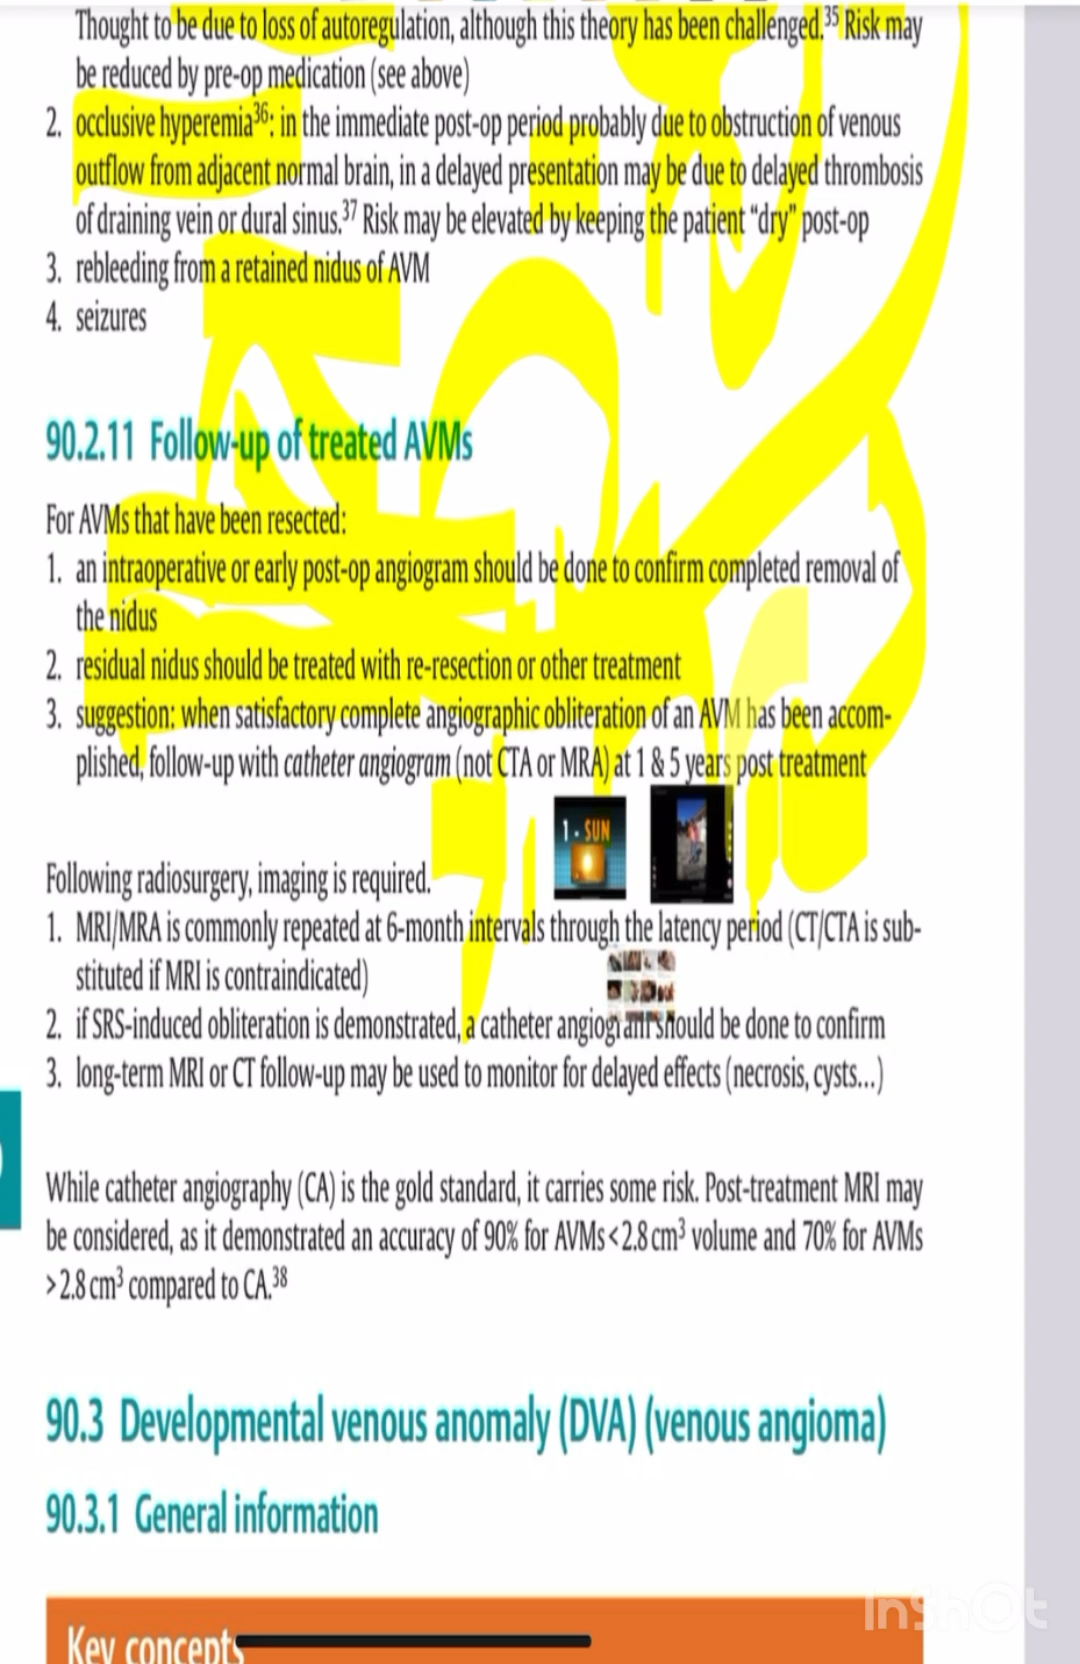 Thought to be due to loss of autoregulation, although this theory has been challenged.35 Risk may
be reduced by pre-op medication (see above)
2. occlusive hyperemia36: in the immediate post-op period probably due to obstruction of venous
outflow from adjacent normal brain, in a delayed presentation may be due to delayed thrombosis
of draining vein or dural sinus.37 Risk may be elevated by keeping the patient “dry” post-op
3. rebleeding from a retained nidus of AVM
4. seizures
90.2.11 Follow-up of treated AVMs
For AVMs that have been resected:
1. an intraoperative or early post-op angiogram should be done to confirm completed removal of
the nidus
2. residual nidus should be treated with re-resection or other treatment
3. suggestion: when satisfactory complete angiographic obliteration of an AVM has been accom-
plished, follow-up with catheter angiogram (not CTA or MRA) at 1 & 5 years post treatment
1 - SUN
Following radiosurgery, imaging is required.
1. MRI/MRA is commonly repeated at 6-month intervals through the latency period (CT/CTA is sub-
stituted if MRI is contraindicated)
2. if SRS-induced obliteration is demonstrated, a catheter angiogram should be done to confirm
3. long-term MRI or CT follow-up may be used to monitor for delayed effects (necrosis, cysts...)
While catheter angiography (CA) is the gold standard, it carries some risk. Post-treatment MRI may
be considered, as it demonstrated an accuracy of 90% for AVMs<2.8cm3 volume and 70% for AVMs
>2.8cm3 compared to CA.38
90.3 Developmental venous anomaly (DVA) (venous angioma)
90.3.1 General information
Key concepts
InShOt